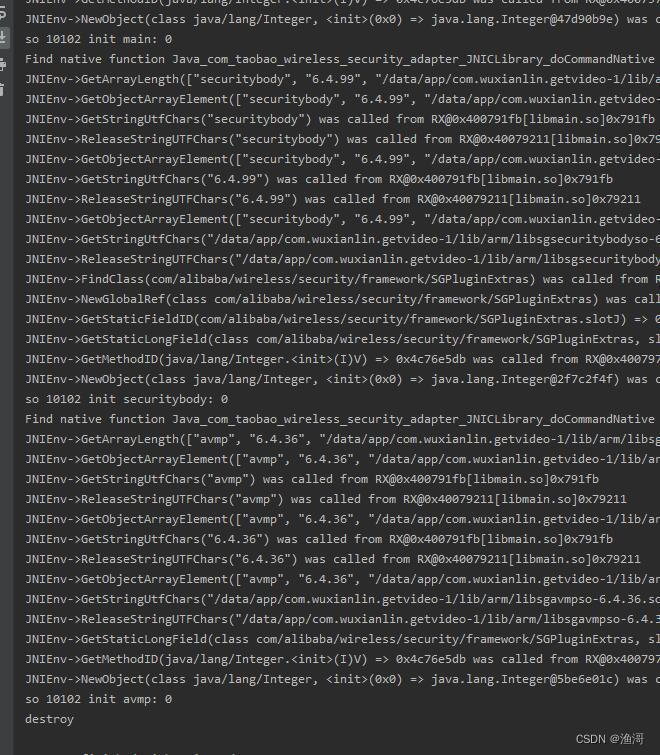 JNIEnv->NewObject(class java/lang/Integer, <init>(0x0) => java.lang.Integer@47d90b9e) was c
so 10102 init main: 0
Find native function Java_com_taobao_wireless_security_adapter_JNICLibrary_doCommandNative
JNIEnv->GetArrayLength(["securitybody", "6.4.99", "/data/app/com.wuxianlin.getvideo-1/lib/a
JNIEnv->GetObjectArrayElement(["securitybody", "6.4.99", "/data/app/com.wuxianlin.getvideo-
JNIEnv->GetStringUtfChars("securitybody") was called from RX@0x400791fb[libmain.so]0x791fb
JNIEnv->ReleaseStringUTFChars("securitybody") was called from RX@0x40079211[libmain.so]0x79
JNIEnv->GetObjectArrayElement(["securitybody", "6.4.99", "/data/app/com.wuxianlin.getvideo-
JNIEnv->GetStringUtfChars("6.4.99") was called from RX@0x400791fb[libmain.so]0x791fb
JNIEnv->ReleaseStringUTFChars("6.4.99") was called from RX@0x40079211[libmain.so]0x79211
JNIEnv->GetObjectArrayElement(["securitybody", "6.4.99", "/data/app/com.wuxianlin.getvideo-
JNIEnv->GetStringUtfChars("/data/app/com.wuxianlin.getvideo-1/lib/arm/libsgsecuritybodyso-6
JNIEnv->ReleaseStringUTFChars("/data/app/com.wuxianlin.getvideo-1/lib/arm/libsgsecuritybody
JNIEnv->FindClass(com/alibaba/wireless/security/framework/SGPluginExtras) was called from R
JNIEnv->NewGlobalRef(class com/alibaba/wireless/security/framework/SGPluginExtras) was call
JNIEnv->GetStaticFieldID(com/alibaba/wireless/security/framework/SGPluginExtras.slotJ) => 0
JNIEnv->GetStaticLongField(class com/alibaba/wireless/security/framework/SGPluginExtras, sl
JNIEnv->GetMethodID(java/lang/Integer.<init>(I)V) => 0x4c76e5db was called from RX@0x400797
JNIEnv->NewObject(class java/lang/Integer, <init>(0x0) => java.lang.Integer@2f7c2f4f) was c
so 10102 init securitybody: 0
Find native function Java_com_taobao_wireless_security_adapter_JNICLibrary_doCommandNative
JNIEnv->GetArrayLength(["avmp", "6.4.36", "/data/app/com.wuxianlin.getvideo-1/lib/arm/libsg
JNIEnv->GetObjectArrayElement(["avmp", "6.4.36", "/data/app/com.wuxianlin.getvideo-1/lib/ar
JNIEnv->GetStringUtfChars("avmp") was called from RX@0x400791fb[libmain.so]0x791fb
JNIEnv->ReleaseStringUTFChars("avmp") was called from RX@0x40079211[libmain.so]0x79211
JNIEnv->GetObjectArrayElement(["avmp", "6.4.36", "/data/app/com.wuxianlin.getvideo-1/lib/ar
JNIEnv->GetStringUtfChars("6.4.36") was called from RX@0x400791fb[libmain.so]0x791fb
JNIEnv->ReleaseStringUTFChars("6.4.36") was called from RX@0x40079211[libmain.so]0x79211
JNIEnv->GetObjectArrayElement(["avmp", "6.4.36", "/data/app/com.wuxianlin.getvideo-1/lib/ar
JNIEnv->GetStringUtfChars("/data/app/com.wuxianlin.getvideo-1/lib/arm/libsgavmpso-6.4.36.so
JNIEnv->ReleaseStringUTFChars("/data/app/com.wuxianlin.getvideo-1/lib/arm/libsgavmpso-6.4.3
JNIEnv->GetStaticLongField(class com/alibaba/wireless/security/framework/SGPluginExtras, sl
JNIEnv->GetMethodID(java/lang/Integer.<init>(I)V) => 0x4c76e5db was called from RX@0x400797
JNIEnv->NewObject(class java/lang/Integer, <init>(0x0) => java.lang.Integer@5be6e01c) was c
so 10102 init avmp: 0
destroy
CSDN @渔滒